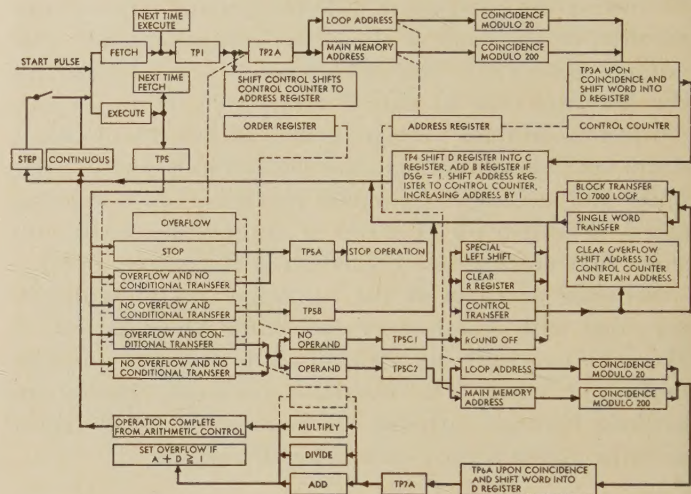 NEXT TIME
EXECUTE
START PULSE
FETCH
TP1
TP2A
LOOP ADDRESS
COINCIDENCE
MODULO 20
MAIN MEMORY
ADDRESS
COINCIDENCE
MODULO 200
NEXT TIME
FETCH
SHIFT CONTROL SHIFTS
CONTROL COUNTER TO
ADDRESS REGISTER
TP3A UPON
COINCIDENCE AND
SHIFT WORD INTO
D REGISTER
EXECUTE
ORDER REGISTER
ADDRESS REGISTER
CONTROL COUNTER
STEP
CONTINUOUS
TP5
TP4 SHIFT D REGISTER INTO C
REGISTER, ADD B REGISTER IF
DSG = 1. SHIFT ADDRESS REG-
ISTER TO CONTROL COUNTER,
INCREASING ADDRESS BY 1
BLOCK TRANSFER
TO 7000 LOOP
SINGLE WORD
TRANSFER
OVERFLOW
STOP
TP5A
STOP OPERATION
SPECIAL
LEFT SHIFT
CLEAR OVERFLOW
SHIFT ADDRESS TO
CONTROL COUNTER
AND RETAIN ADDRESS
OVERFLOW AND NO
CONDITIONAL TRANSFER
CLEAR
R REGISTER
NO OVERFLOW AND
CONDITIONAL TRANSFER
TP5B
CONTROL
TRANSFER
OVERFLOW AND CON-
DITIONAL TRANSFER
NO
OPERAND
TP5C1
ROUND OFF
NO OVERFLOW AND NO
CONDITIONAL TRANSFER
OPERAND
TP5C2
LOOP ADDRESS
COINCIDENCE
MODULO 20
MAIN MEMORY
ADDRESS
COINCIDENCE
MODULO 200
OPERATION COMPLETE
FROM ARITHMETIC CONTROL
MULTIPLY
SET OVERFLOW IF
A + D ≧ 1
DIVIDE
ADD
TP7A
TP6A UPON COINCIDENCE
AND SHIFT WORD INTO
D REGISTER